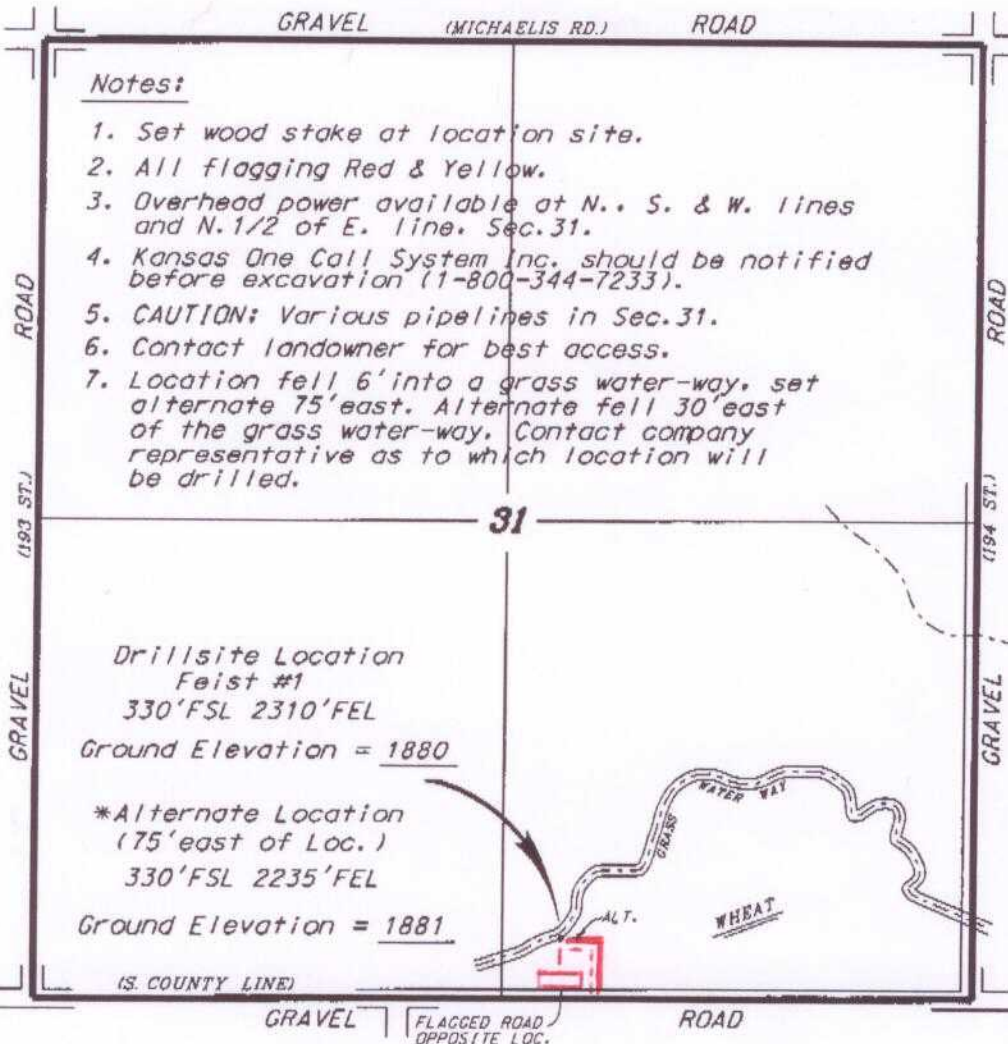 GRAVEL (MICHAELIS RD.) ROAD
Notes:
1. Set wood stake at location site.
2. All flagging Red & Yellow.
3. Overhead power available at N.. S. & W. lines
and N.1/2 of E. line. Sec.31.
4. Kansas One Call System Inc. should be notified
before excavation (1-800-344-7233).
5. CAUTION: Various pipelines in Sec.31.
6. Contact landowner for best access.
7. Location fell 6'into a grass water-way. set
alternate 75'east. Alternate fell 30'east
of the grass water-way. Contact company
representative as to which location will
be drilled.
GRAVEL (193 ST.) ROAD
GRAVEL (194 ST.) ROAD
31
Drillsite Location
Feist #1
330'FSL 2310'FEL
Ground Elevation = 1880
*Alternate Location
(75'east of Loc.)
330'FSL 2235'FEL
Ground Elevation = 1881
GRASS WATER WAY
ALT.
WHEAT
(S. COUNTY LINE)
GRAVEL ROAD
FLAGGED ROAD
OPPOSITE LOC.